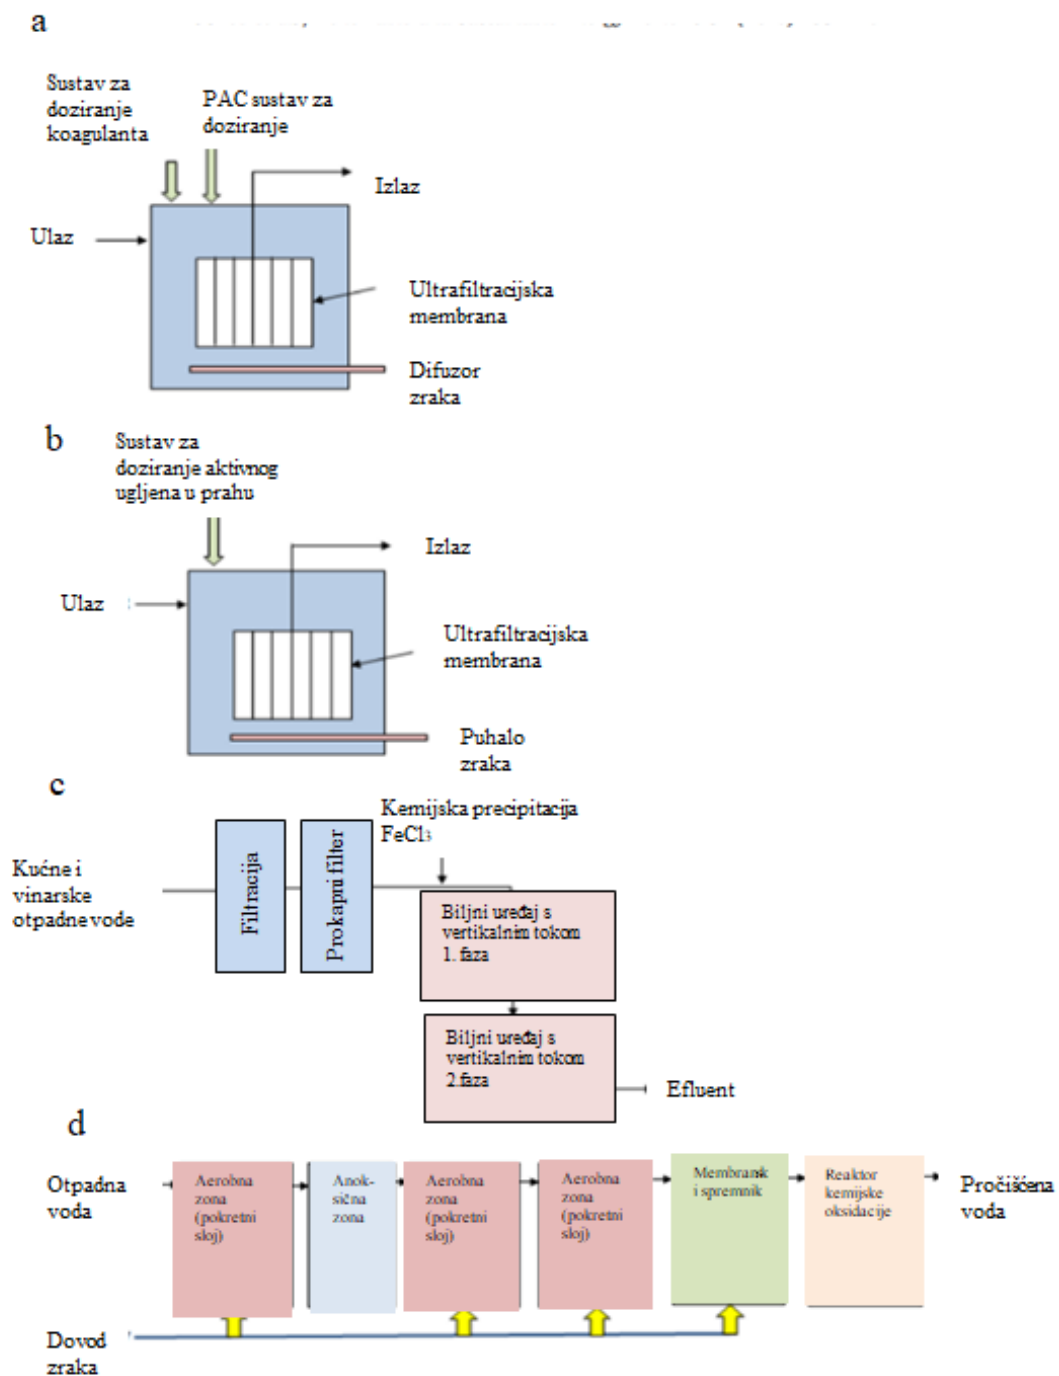 a
Sustav za
doziranje
koagulanta
PAC sustav za
doziranje
Izlaz
Ulaz
Ultrafiltracijska
membrana
Difuzor
zraka
b
Sustav za
doziranje aktivnog
ugljena u prahu
Izlaz
Ulaz
Ultrafiltracijska
membrana
Puhalo
zraka
c
Kemijska precipitacija
FeCl3
Kućne i
vinarske
otpadne vode
Filtracija
Prokapni filter
Biljni uređaj s
vertikalnim tokom
1. faza
Biljni uređaj s
vertikalnim tokom
2.faza
Efluent
d
Otpadna
voda
Aerobna
zona
(pokretni
sloj)
Anok-
sična
zona
Aerobna
zona
(pokretni
sloj)
Aerobna
zona
(pokretni
sloj)
Membransk
i spremnik
Reaktor
kemijske
oksidacije
Pročišćena
voda
Dovod
zraka